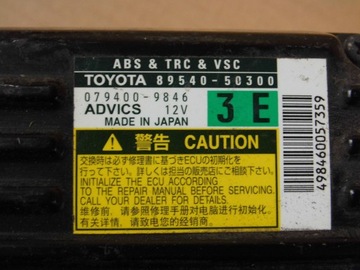 ABS & TRC & VSC
TOYOTA 89540-50300
079400-9846
ADVICS 12V
MADE IN JAPAN
3 E
498460057359
警告 CAUTION
交換時は必ず修理書に基づきECUの初期化を
行って下さい。詳しくは担当の販売店にご相談下さい。
INITIALIZE THE ECU ACCORDING
TO THE REPAIR MANUAL BEFORE SERVICING.
CALL YOUR DEALER FOR DETAILS.
维修前，请参照修理手册对电脑进行初始化。
有关详情，请致电您的经销商。